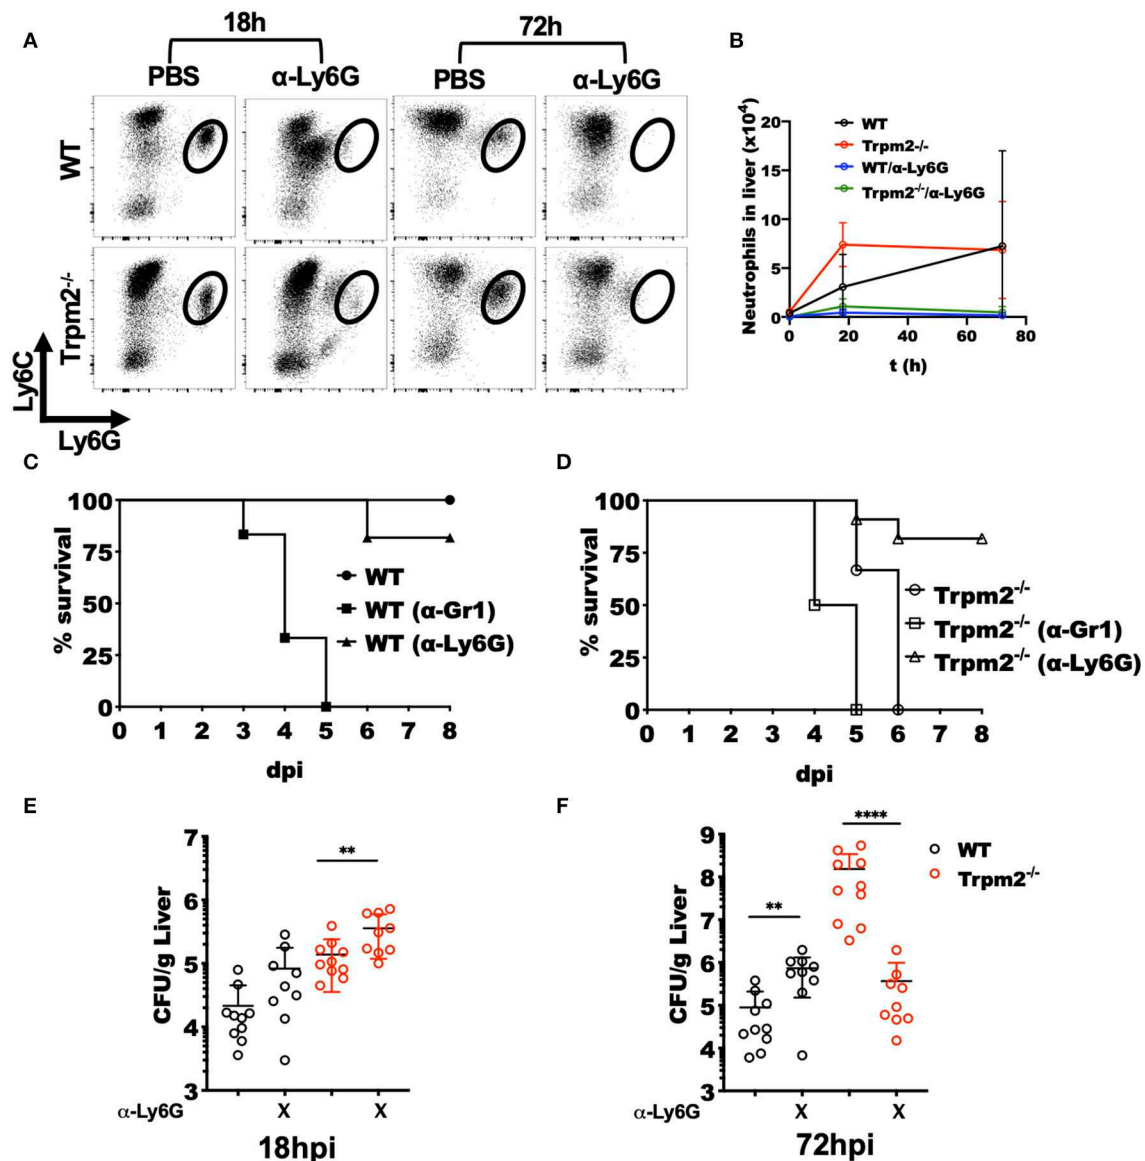 A
18h
72h
PBS
α-Ly6G
PBS
α-Ly6G
WT
Trpm2-/-
Ly6C
Ly6G
B
Neutrophils in liver (x10⁴)
20
15
10
5
0
0
20
40
60
80
t (h)
WT
Trpm2-/-
WT/α-Ly6G
Trpm2-/-/α-Ly6G
C
% survival
100
75
50
25
0
0 1 2 3 4 5 6 7 8
dpi
WT
WT (α-Gr1)
WT (α-Ly6G)
D
% survival
100
75
50
25
0
0 1 2 3 4 5 6 7 8
dpi
Trpm2-/-
Trpm2-/- (α-Gr1)
Trpm2-/- (α-Ly6G)
E
CFU/g Liver
7
6
5
4
3
**
α-Ly6G X X
18hpi
F
CFU/g Liver
9
8
7
6
5
4
3
**
****
WT
Trpm2-/-
α-Ly6G X X
72hpi